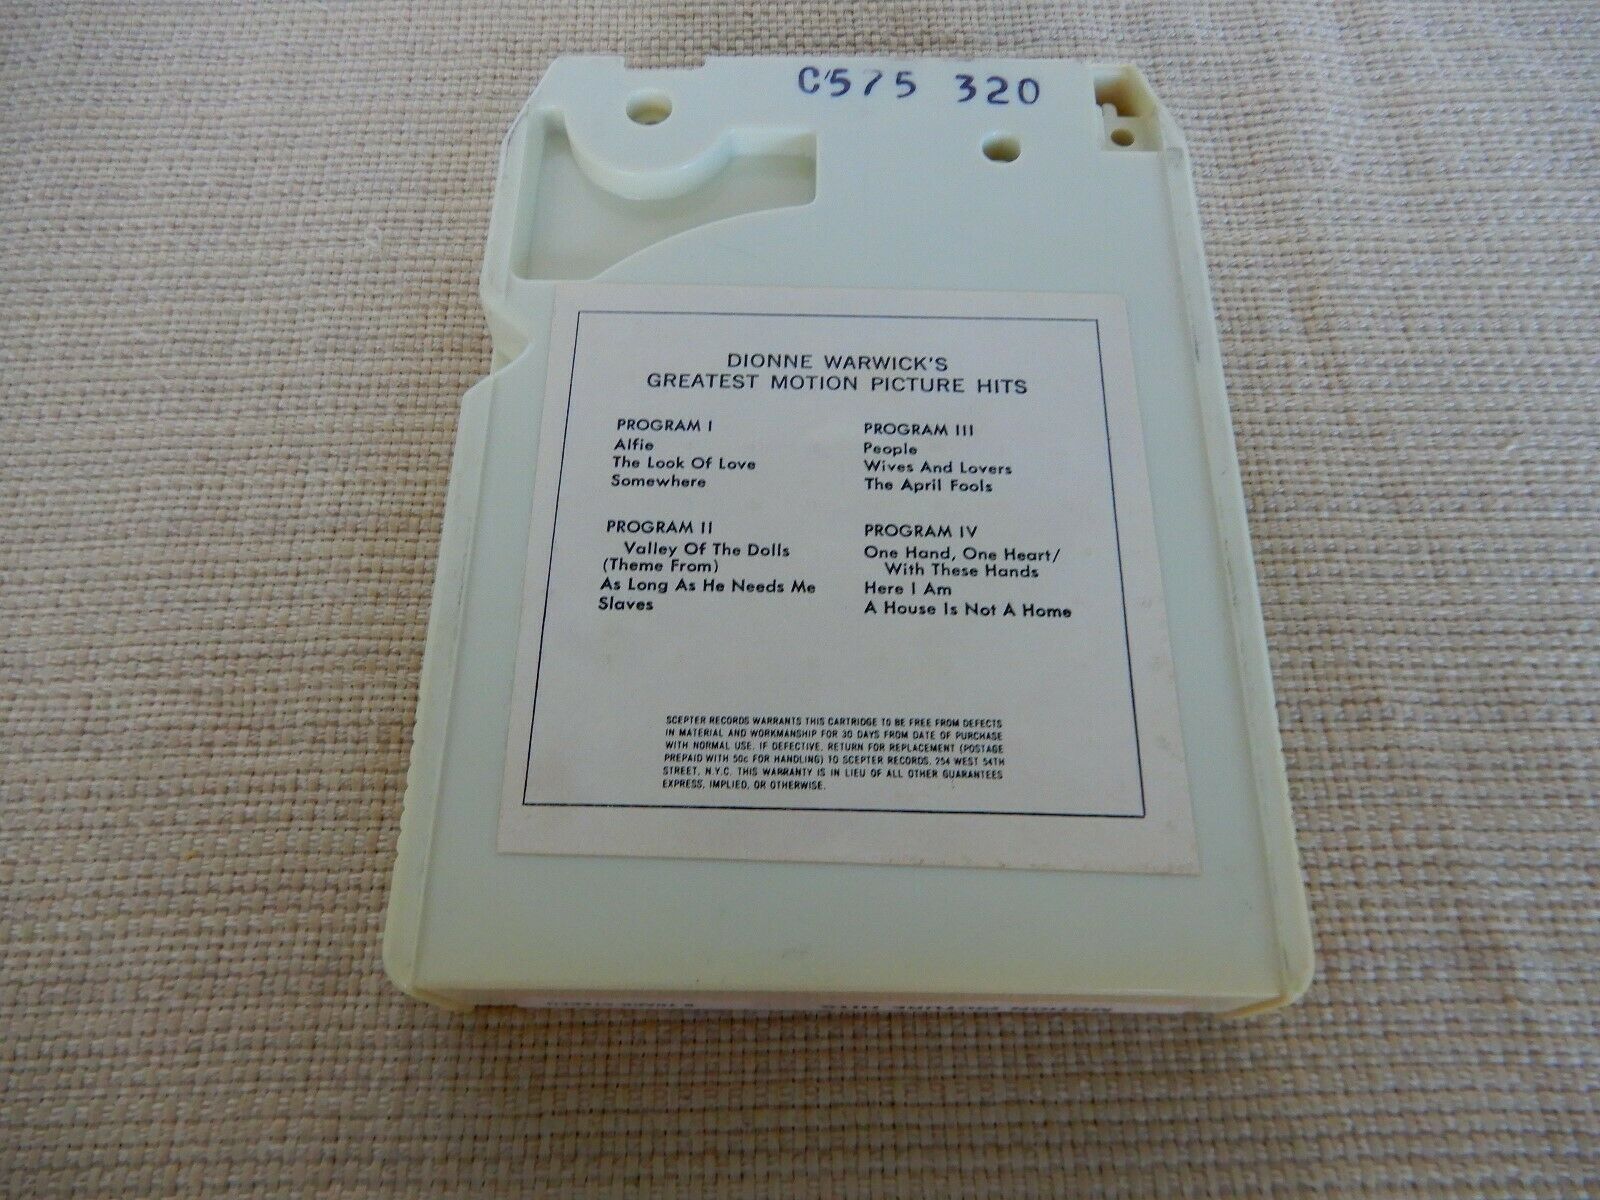 C575 320
DIONNE WARWICK'S
GREATEST MOTION PICTURE HITS
PROGRAM I
Alfie
The Look Of Love
Somewhere
PROGRAM II
Valley Of The Dolls
(Theme From)
As Long As He Needs Me
Slaves
PROGRAM III
People
Wives And Lovers
The April Fools
PROGRAM IV
One Hand, One Heart/
With These Hands
Here I Am
A House Is Not A Home
SCEPTER RECORDS WARRANTS THIS CARTRIDGE TO BE FREE FROM DEFECTS
IN MATERIAL AND WORKMANSHIP FOR 30 DAYS FROM DATE OF PURCHASE
WITH NORMAL USE. IF DEFECTIVE, RETURN FOR REPLACEMENT (POSTAGE
PREPAID WITH 50c FOR HANDLING) TO SCEPTER RECORDS, 254 WEST 54TH
STREET, N.Y.C. THIS WARRANTY IS IN LIEU OF ALL OTHER GUARANTEES
EXPRESS, IMPLIED, OR OTHERWISE.
MOTION PICTURE HITS